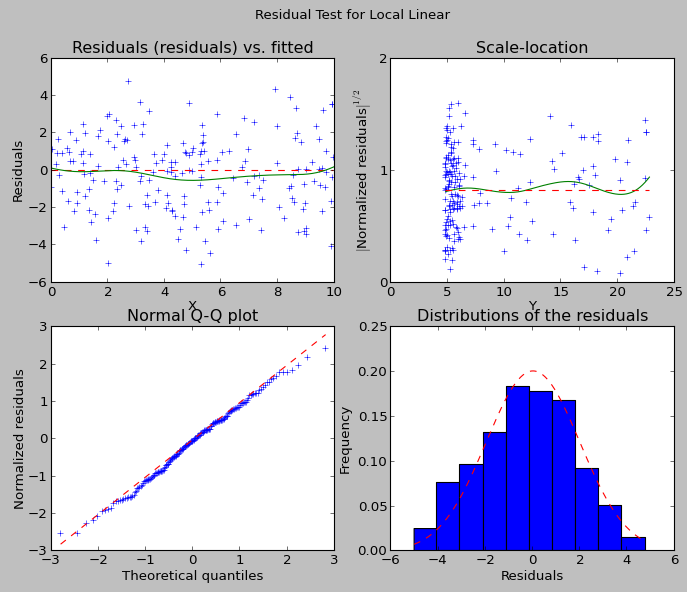 Residual Test for Local Linear
Residuals (residuals) vs. fitted
6
4
2
0
−2
−4
−6
Residuals
0 2 4 6 8 10
X
Scale-location
2
1
0
|Normalized residuals|^{1/2}
0 5 10 15 20 25
Y
Normal Q-Q plot
3
2
1
0
−1
−2
−3
Normalized residuals
−3 −2 −1 0 1 2 3
Theoretical quantiles
Distributions of the residuals
0.25
0.20
0.15
0.10
0.05
0.00
Frequency
−6 −4 −2 0 2 4 6
Residuals